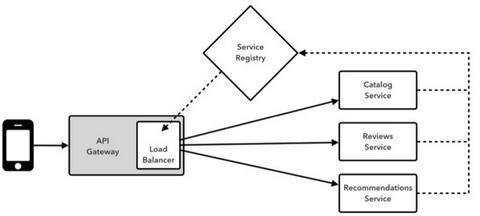 Service
Registry
Catalog
Service
API
Gateway
Load
Balancer
Reviews
Service
Recommendations
Service